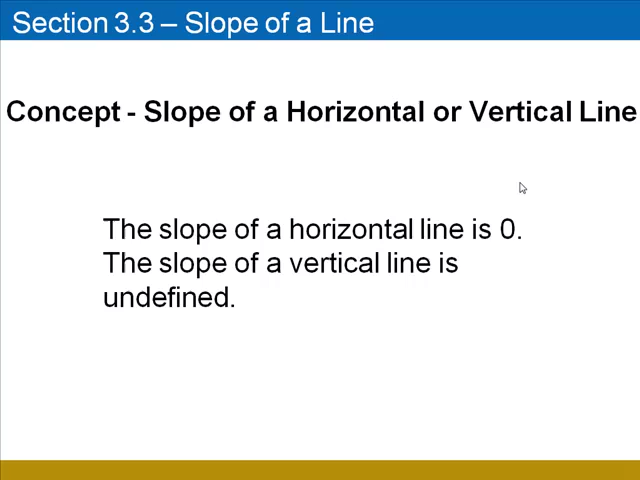 Section 3.3 – Slope of a Line
Concept - Slope of a Horizontal or Vertical Line
The slope of a horizontal line is 0.
The slope of a vertical line is
undefined.